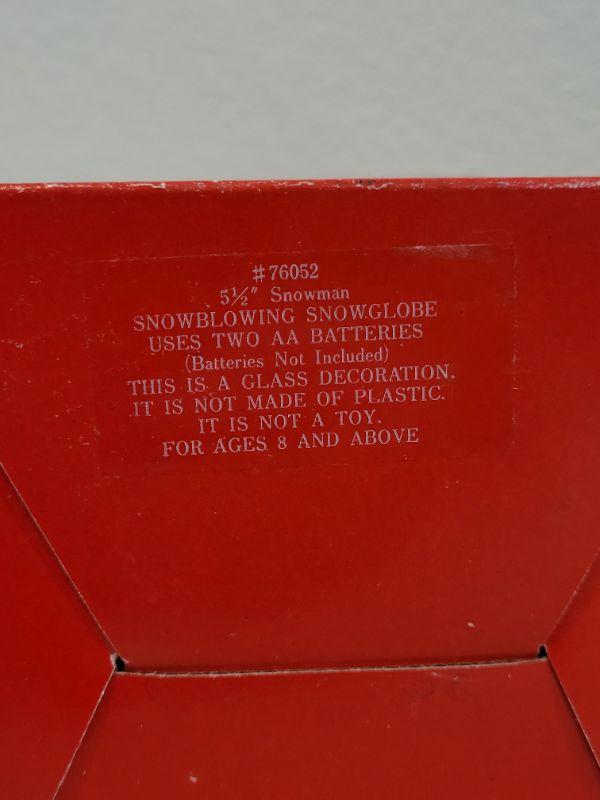 #76052
5½" Snowman
SNOWBLOWING SNOWGLOBE
USES TWO AA BATTERIES
(Batteries Not Included)
THIS IS A GLASS DECORATION.
IT IS NOT MADE OF PLASTIC.
IT IS NOT A TOY.
FOR AGES 8 AND ABOVE